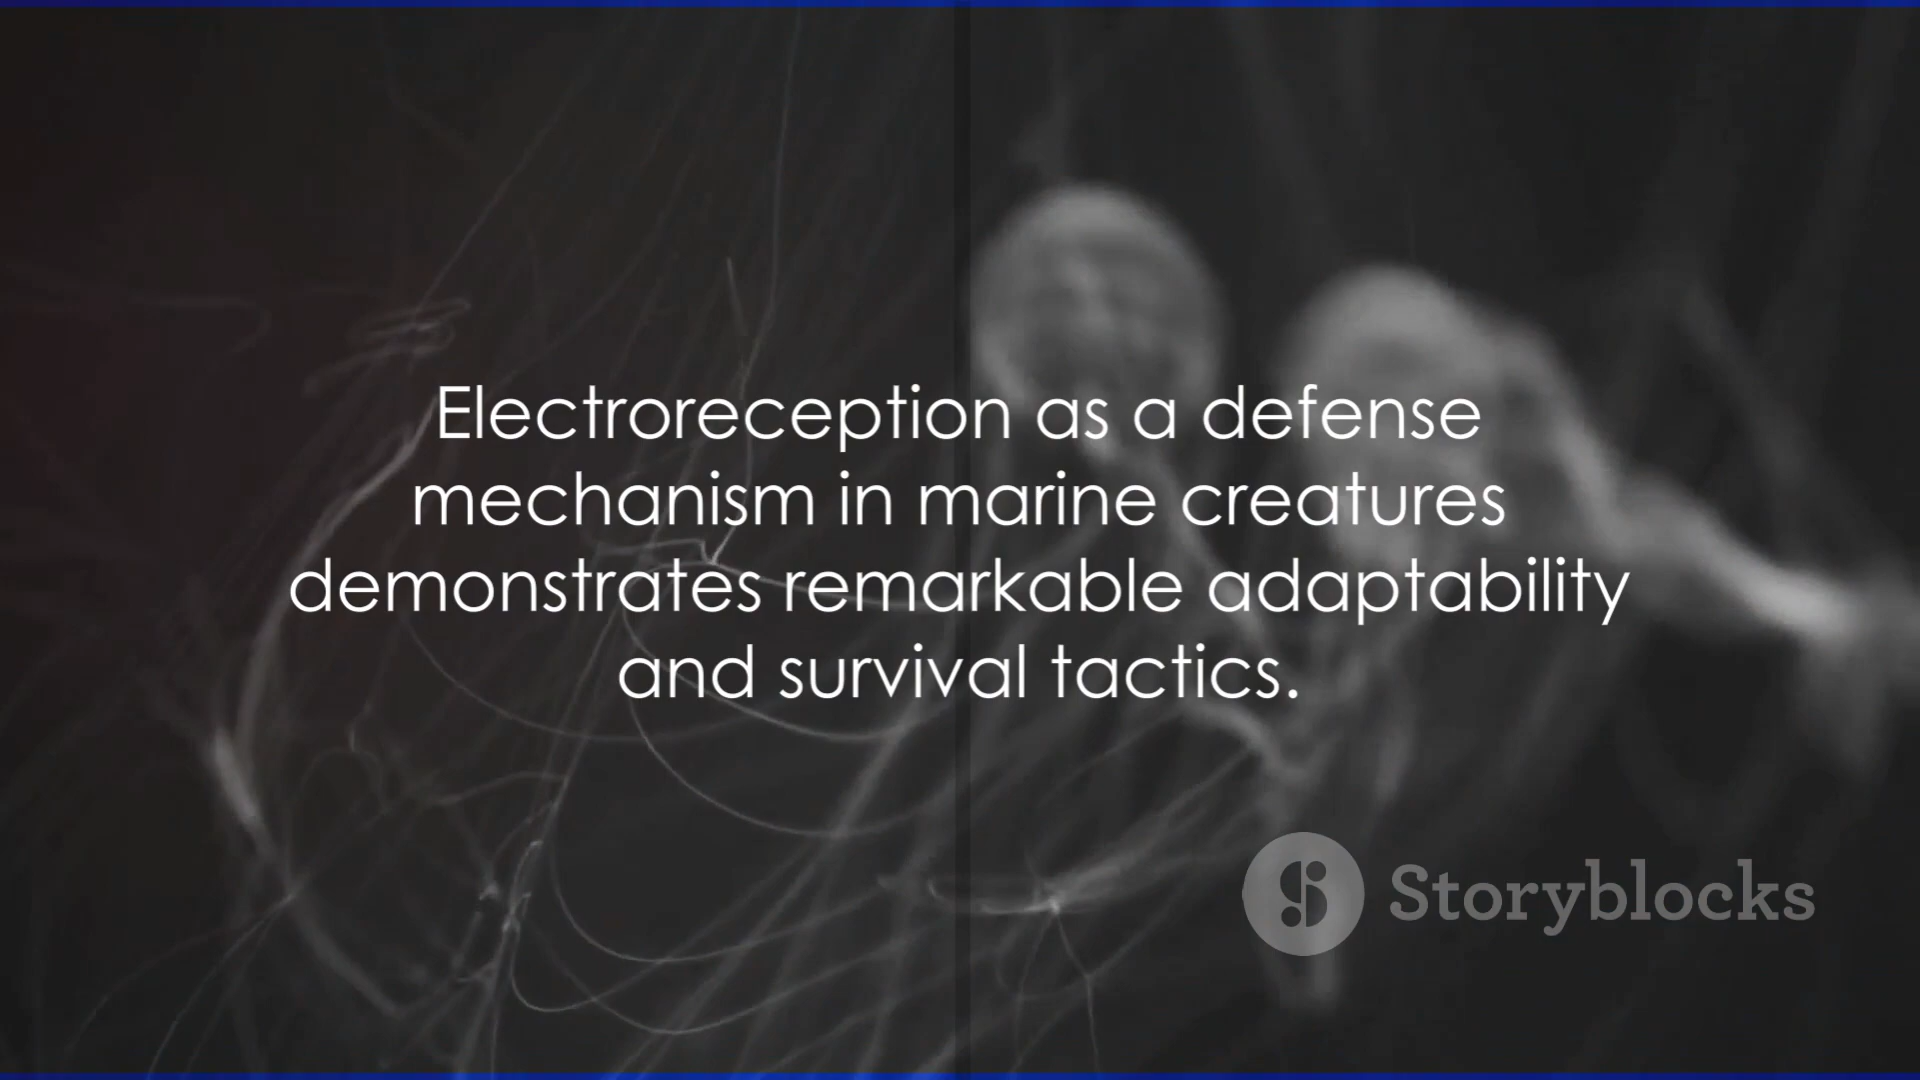 Electroreception as a defense
mechanism in marine creatures
demonstrates remarkable adaptability
and survival tactics.
Storyblocks